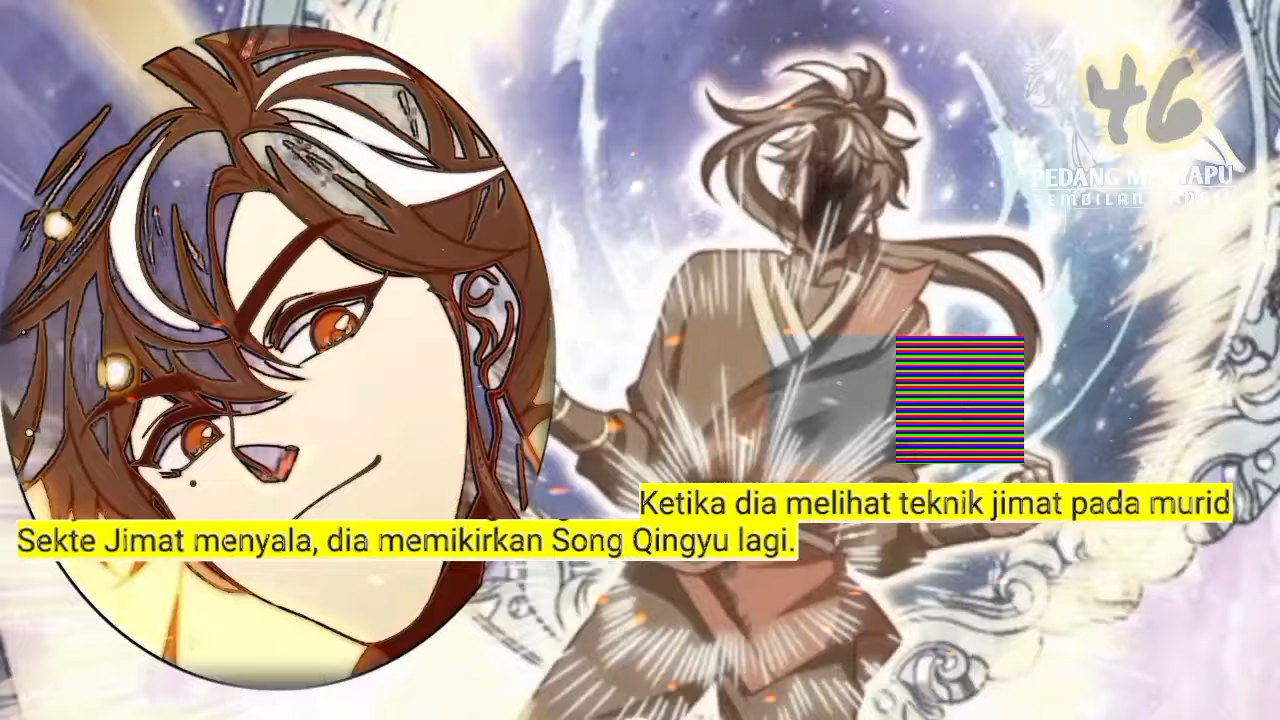 46
PEDANG M
Ketika dia melihat teknik jimat pada murid
Sekte Jimat menyala, dia memikirkan Song Qingyu lagi.